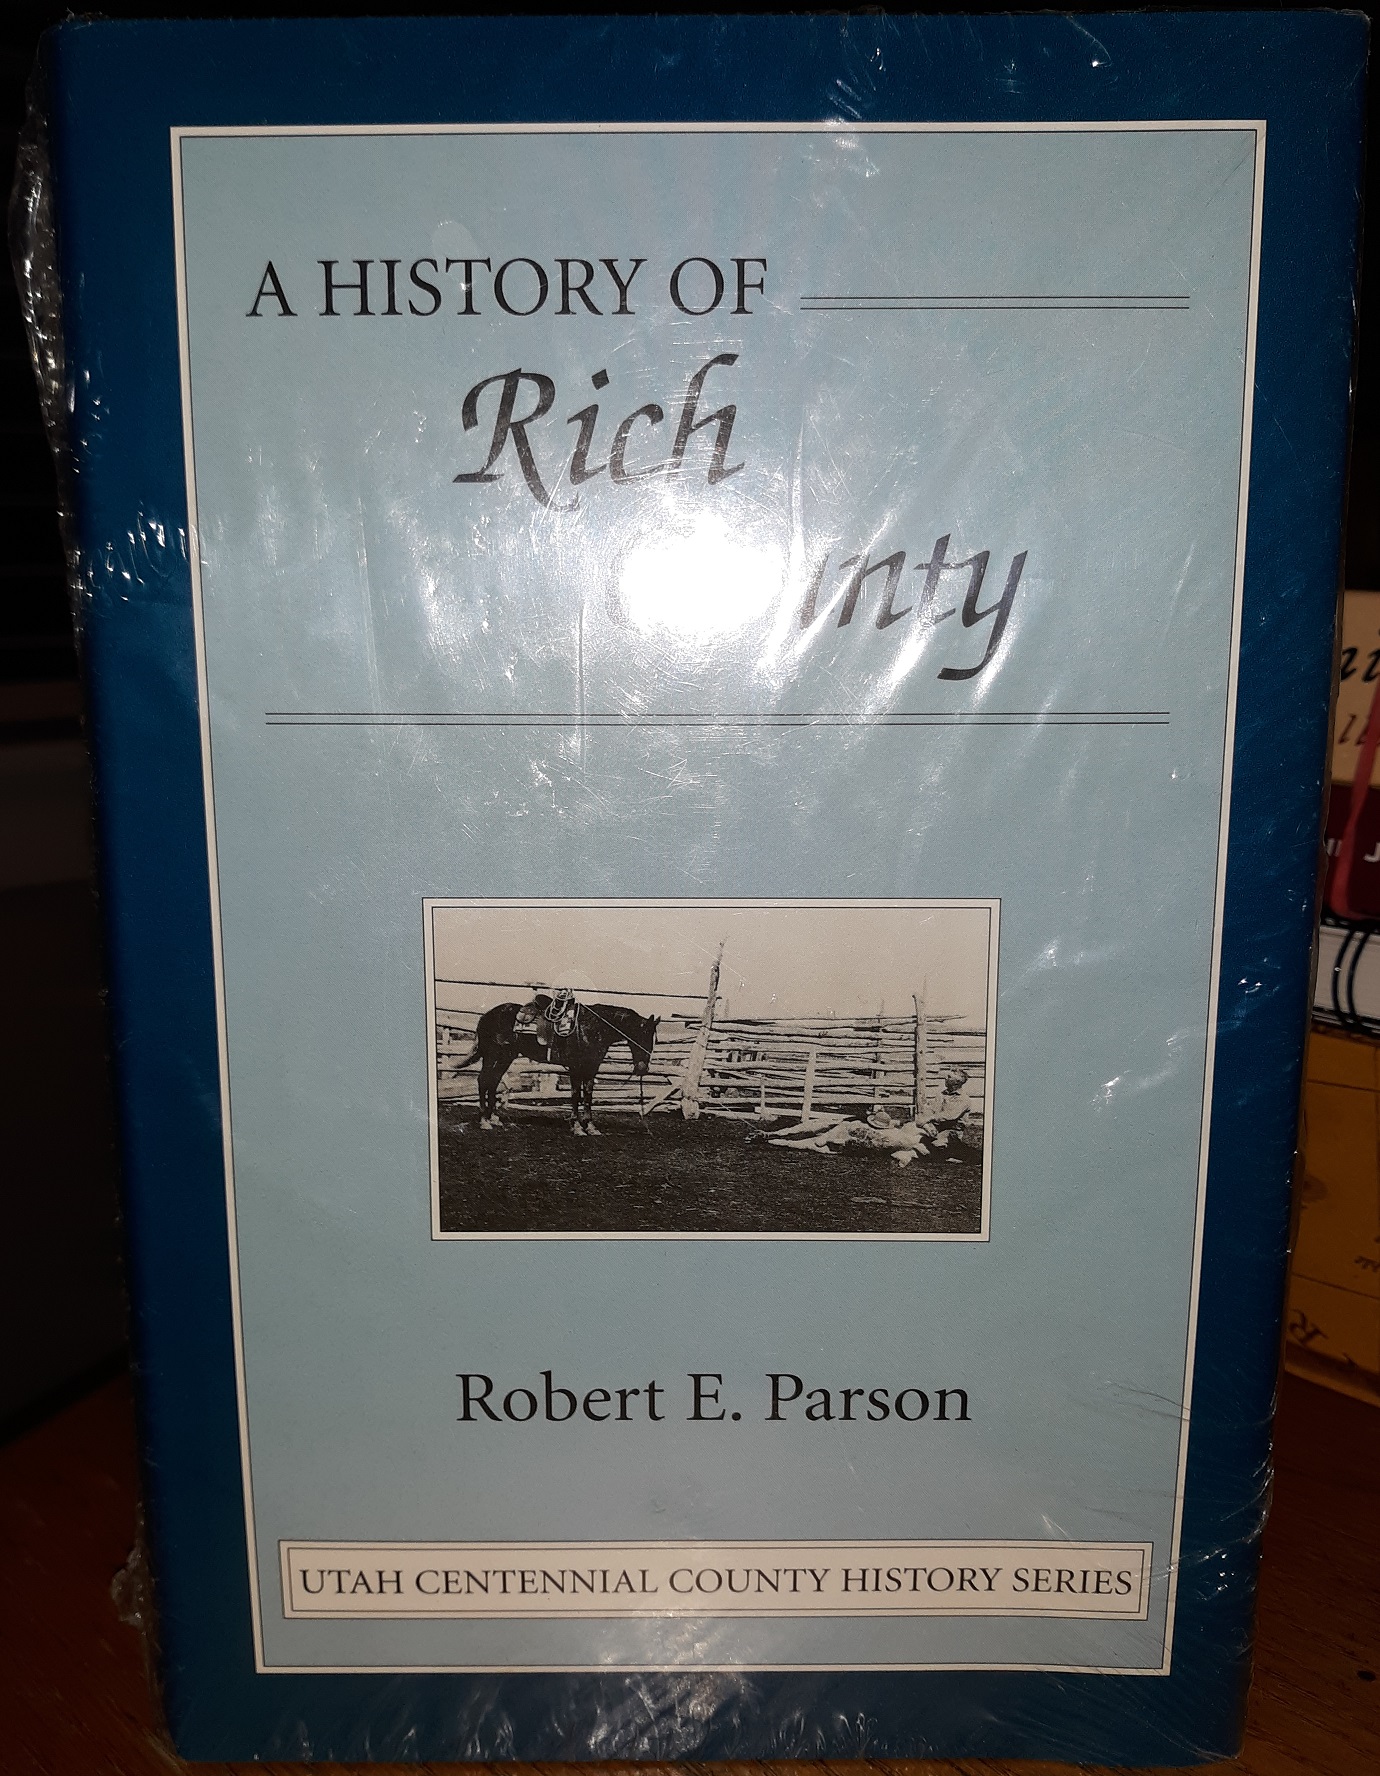 A HISTORY OF
Rich
Robert E. Parson
UTAH CENTENNIAL COUNTY HISTORY SERIES